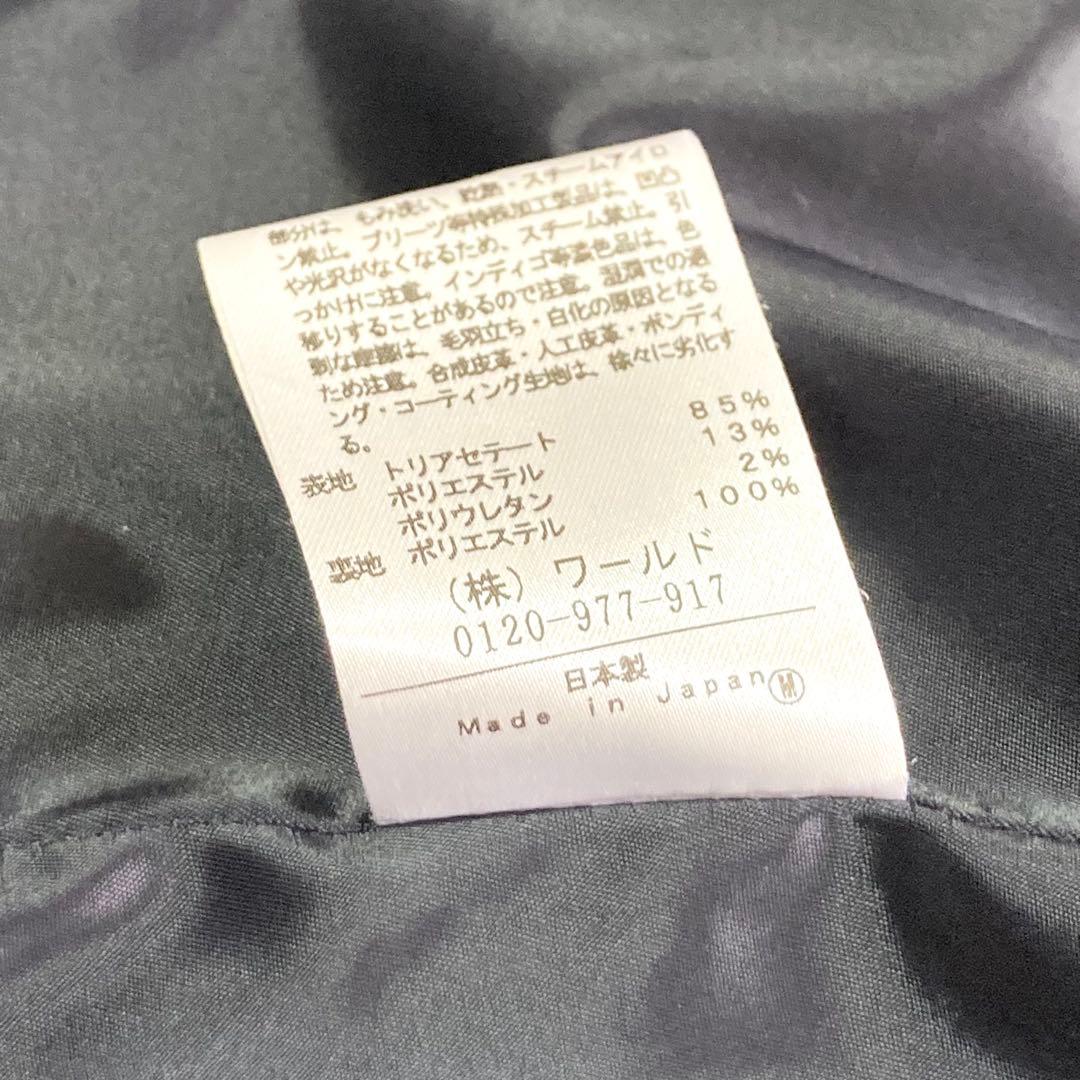 部分は、もみ洗い、乾熱・スチームアイロ
ン禁止。プリーツ等特殊加工製品は、凹凸
や光沢がなくなるため、スチーム禁止。引
っかけに注意。インディゴ等濃色品は、色
移りすることがあるので注意。湿潤での過
剰な摩擦は、毛羽立ち・白化の原因となる
ため注意。合成皮革・人工皮革・ボンディ
ング・コーティング生地は、徐々に劣化す
る。
表地 トリアセテート 85%
ポリエステル 13%
ポリウレタン 2%
裏地 ポリエステル 100%
(株)ワールド
0120-977-917
日本製
Made in Japan Ⓜ